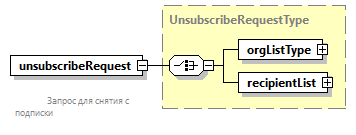 UnsubscribeRequestType
orgListType
unsubscribeRequest
recipientList
Запрос для снятия с
подписки